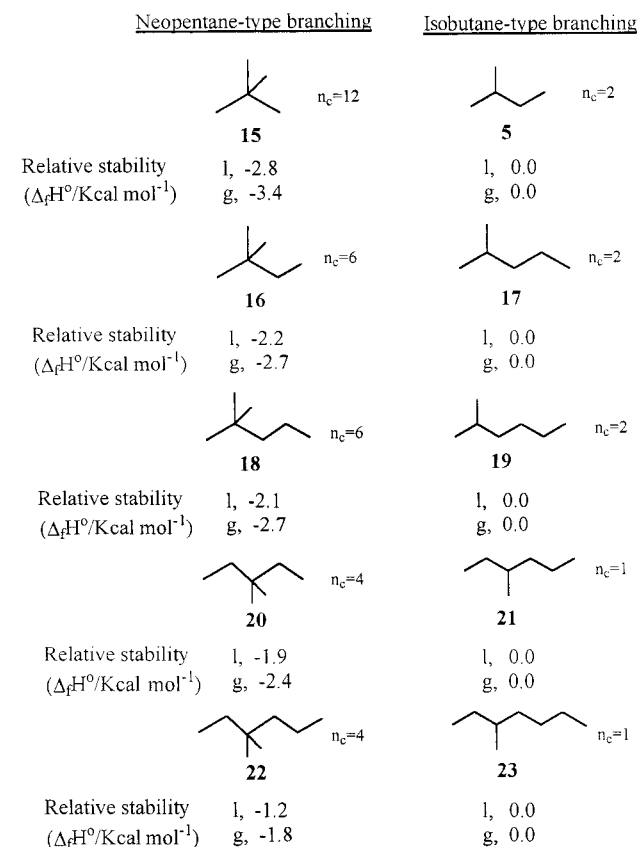 Neopentane-type branching Isobutane-type branching
n_c=12 n_c=2
15 5
Relative stability l, -2.8 l, 0.0
(Δ_fH°/Kcal mol⁻¹) g, -3.4 g, 0.0
n_c=6 n_c=2
16 17
Relative stability l, -2.2 l, 0.0
(Δ_fH°/Kcal mol⁻¹) g, -2.7 g, 0.0
n_c=6 n_c=2
18 19
Relative stability l, -2.1 l, 0.0
(Δ_fH°/Kcal mol⁻¹) g, -2.7 g, 0.0
n_c=4 n_c=1
20 21
Relative stability l, -1.9 l, 0.0
(Δ_fH°/Kcal mol⁻¹) g, -2.4 g, 0.0
n_c=4 n_c=1
22 23
Relative stability l, -1.2 l, 0.0
(Δ_fH°/Kcal mol⁻¹) g, -1.8 g, 0.0